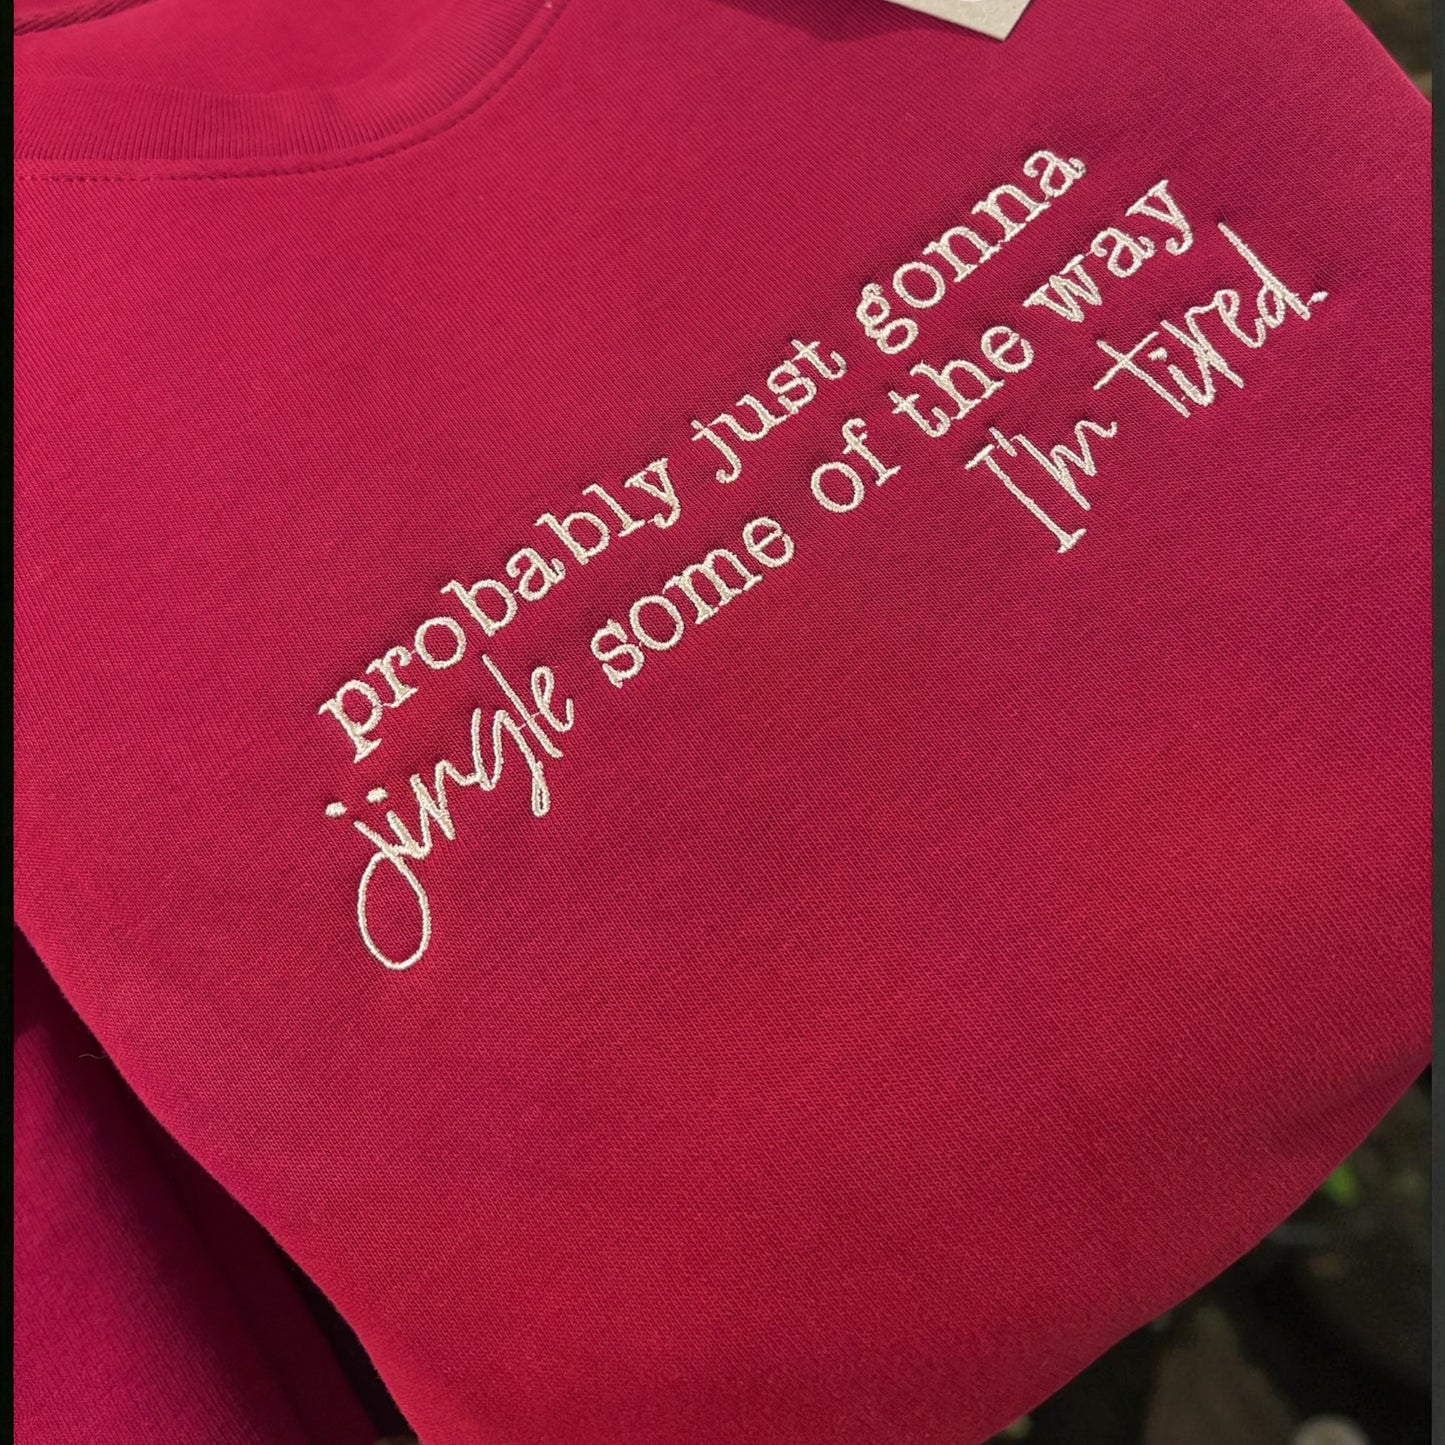 probably just gonna
jingle some of the way
I'm tired.